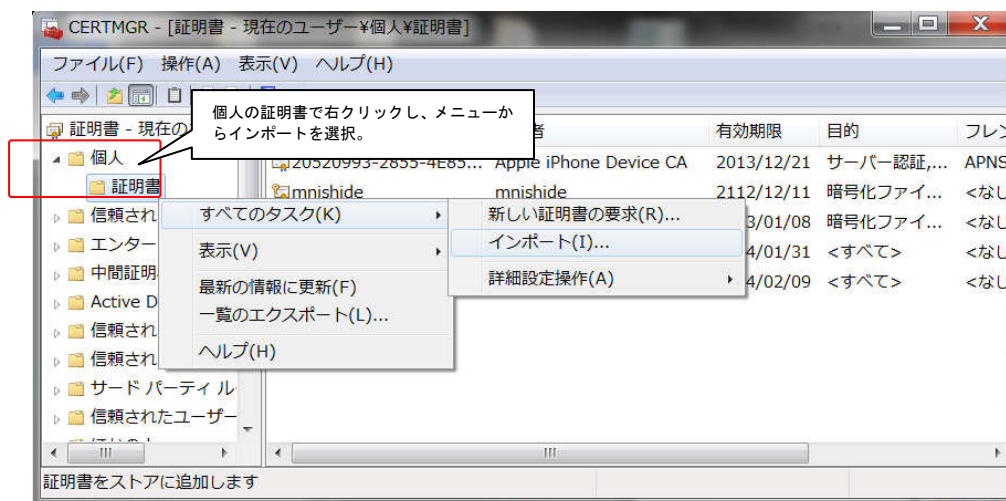 CERTMGR - [証明書 - 現在のユーザー¥個人¥証明書]
ファイル(F) 操作(A) 表示(V) ヘルプ(H)
個人の証明書で右クリックし、メニューか
らインポートを選択。
証明書 - 現在の
者 有効期限 目的 フレン
個人
20520993-2855-4E85... Apple iPhone Device CA 2013/12/21 サーバー認証,... APNS
証明書
mnishide mnishide 2112/12/11 暗号化ファイ... <なし
信頼され
すべてのタスク(K)
新しい証明書の要求(R)...
3/01/08 暗号化ファイ... <なし
エンター
表示(V)
インポート(I)...
4/01/31 <すべて> <なし
中間証明
最新の情報に更新(F)
詳細設定操作(A)
4/02/09 <すべて> <なし
Active D
一覧のエクスポート(L)...
信頼され
ヘルプ(H)
信頼され
サード パーティ ル
信頼されたユーザー
証明書をストアに追加します